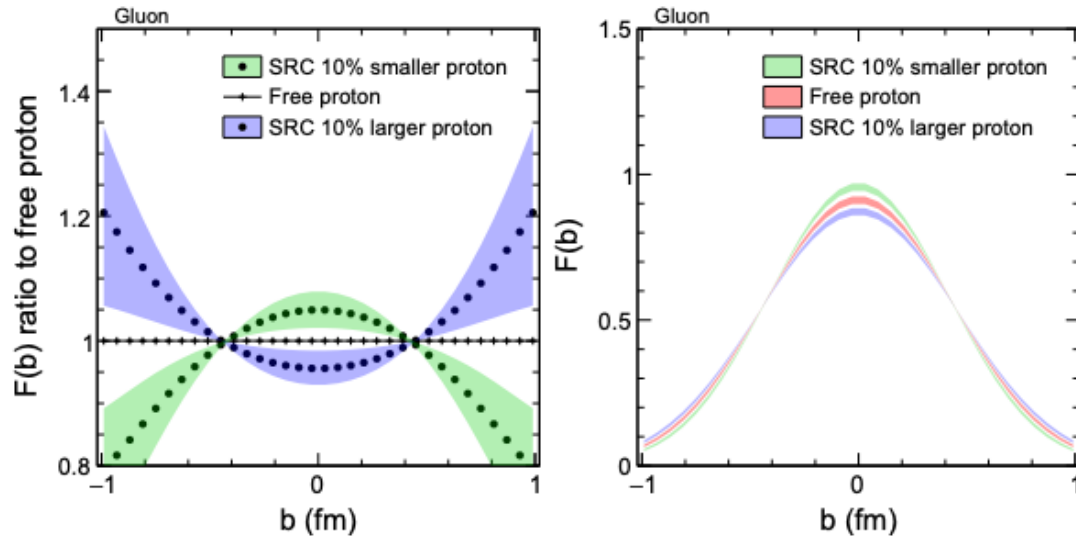 Gluon
SRC 10% smaller proton
Free proton
SRC 10% larger proton
F(b) ratio to free proton
1.4
1.2
1
0.8
−1
0
1
b (fm)
Gluon
SRC 10% smaller proton
Free proton
SRC 10% larger proton
F(b)
1.5
1
0.5
0
−1
0
1
b (fm)